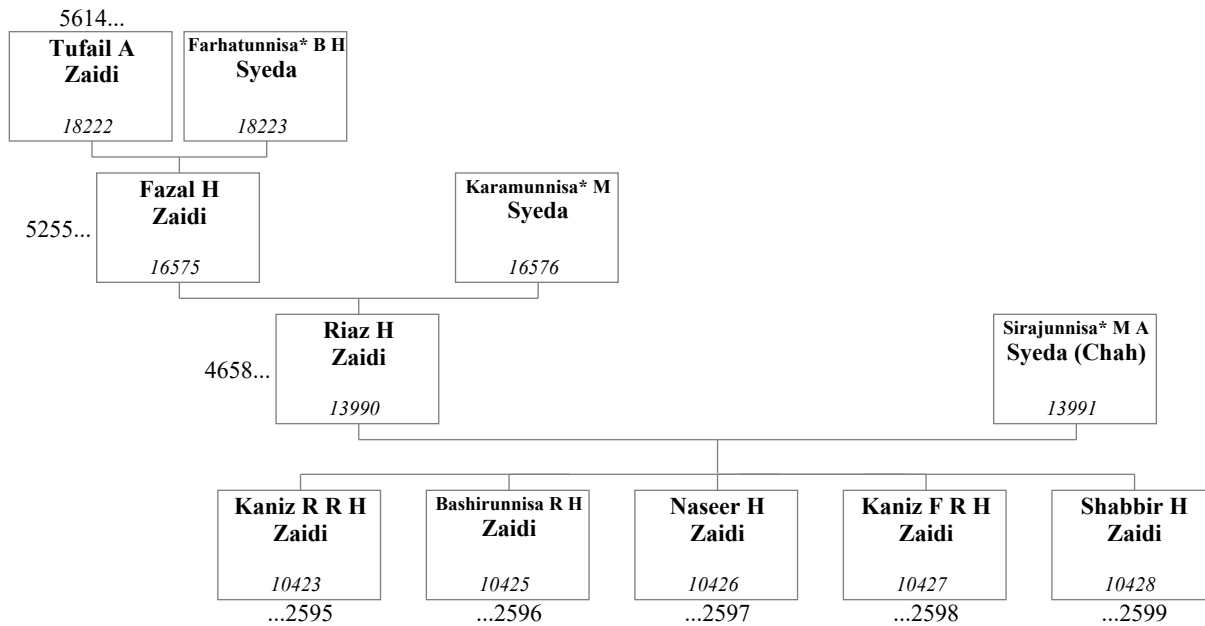 5614...
Tufail A
Zaidi
18222
Farhatunnisa* B H
Syeda
18223
5255...
Fazal H
Zaidi
16575
Karamunnisa* M
Syeda
16576
4658...
Riaz H
Zaidi
13990
Sirajunnisa* M A
Syeda (Chah)
13991
Kaniz R R H
Zaidi
10423
...2595
Bashirunnisa R H
Zaidi
10425
...2596
Naseer H
Zaidi
10426
...2597
Kaniz F R H
Zaidi
10427
...2598
Shabbir H
Zaidi
10428
...2599